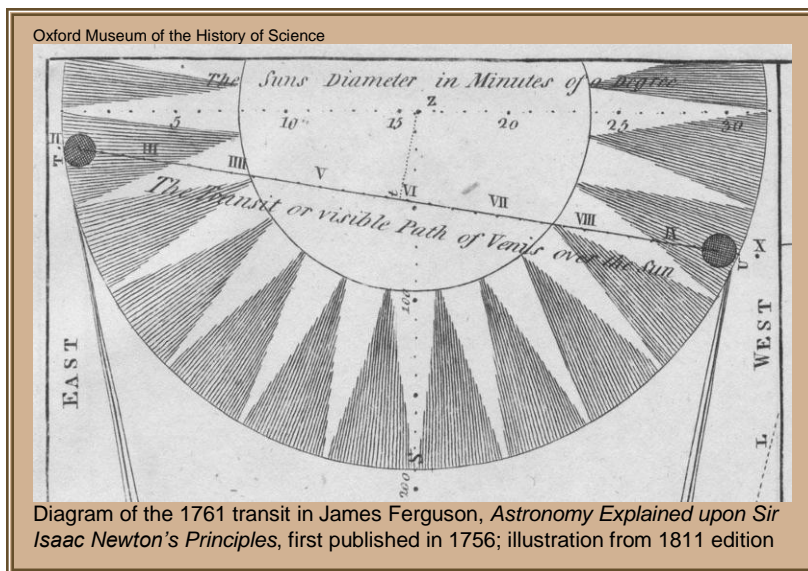 Oxford Museum of the History of Science
The Suns Diameter in Minutes of a Degree
Z
5 10 15 20 25 30
II
T
III IIII V VI VII VIII IX X
t
The Transit or visible Path of Venus over the Sun
U
100
EAST
WEST
L
S
200
Diagram of the 1761 transit in James Ferguson, Astronomy Explained upon Sir
Isaac Newton’s Principles, first published in 1756; illustration from 1811 edition